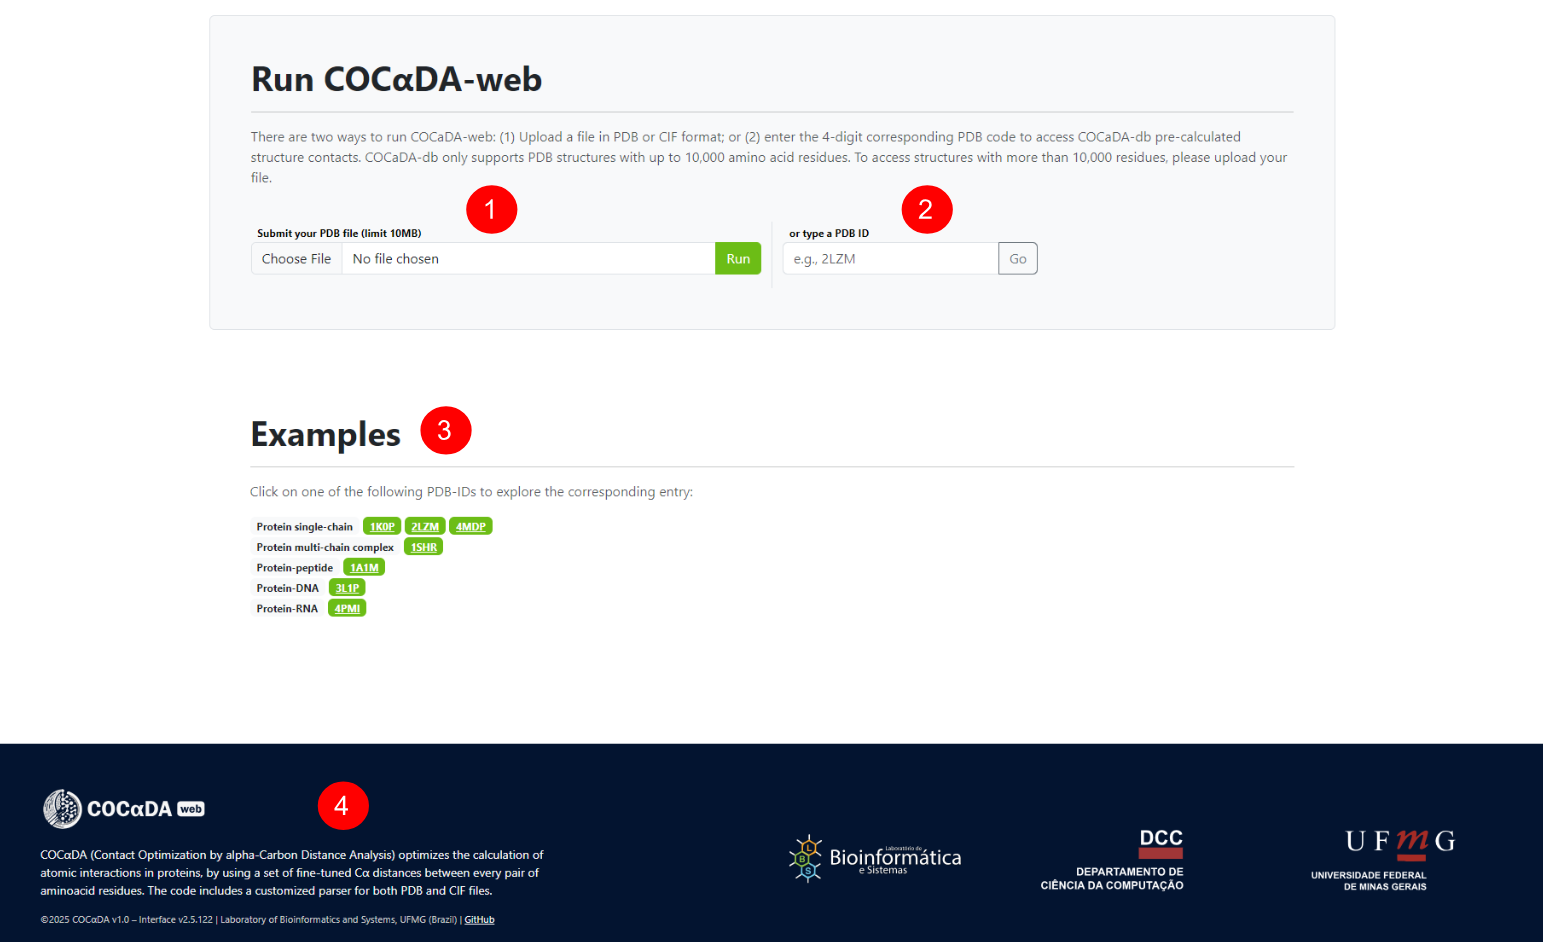 Run COCαDA-web
There are two ways to run COCaDA-web: (1) Upload a file in PDB or CIF format; or (2) enter the 4-digit corresponding PDB code to access COCaDA-db pre-calculated
structure contacts. COCaDA-db only supports PDB structures with up to 10,000 amino acid residues. To access structures with more than 10,000 residues, please upload your
file.
1
2
Submit your PDB file (limit 10MB)
or type a PDB ID
Choose File No file chosen Run
e.g., 2LZM Go
Examples 3
Click on one of the following PDB-IDs to explore the corresponding entry:
Protein single-chain 1K0P 2LZM 4MDP
Protein multi-chain complex 1SHR
Protein-peptide 1A1M
Protein-DNA 3L1P
Protein-RNA 4PMI
4
COCαDA web
COCαDA (Contact Optimization by alpha-Carbon Distance Analysis) optimizes the calculation of
atomic interactions in proteins, by using a set of fine-tuned Cα distances between every pair of
aminoacid residues. The code includes a customized parser for both PDB and CIF files.
©2025 COCαDA v1.0 – Interface v2.5.122 | Laboratory of Bioinformatics and Systems, UFMG (Brazil) | GitHub
L
B
S
Laboratório de
Bioinformática
e Sistemas
DCC
DEPARTAMENTO DE
CIÊNCIA DA COMPUTAÇÃO
UFmG
UNIVERSIDADE FEDERAL
DE MINAS GERAIS